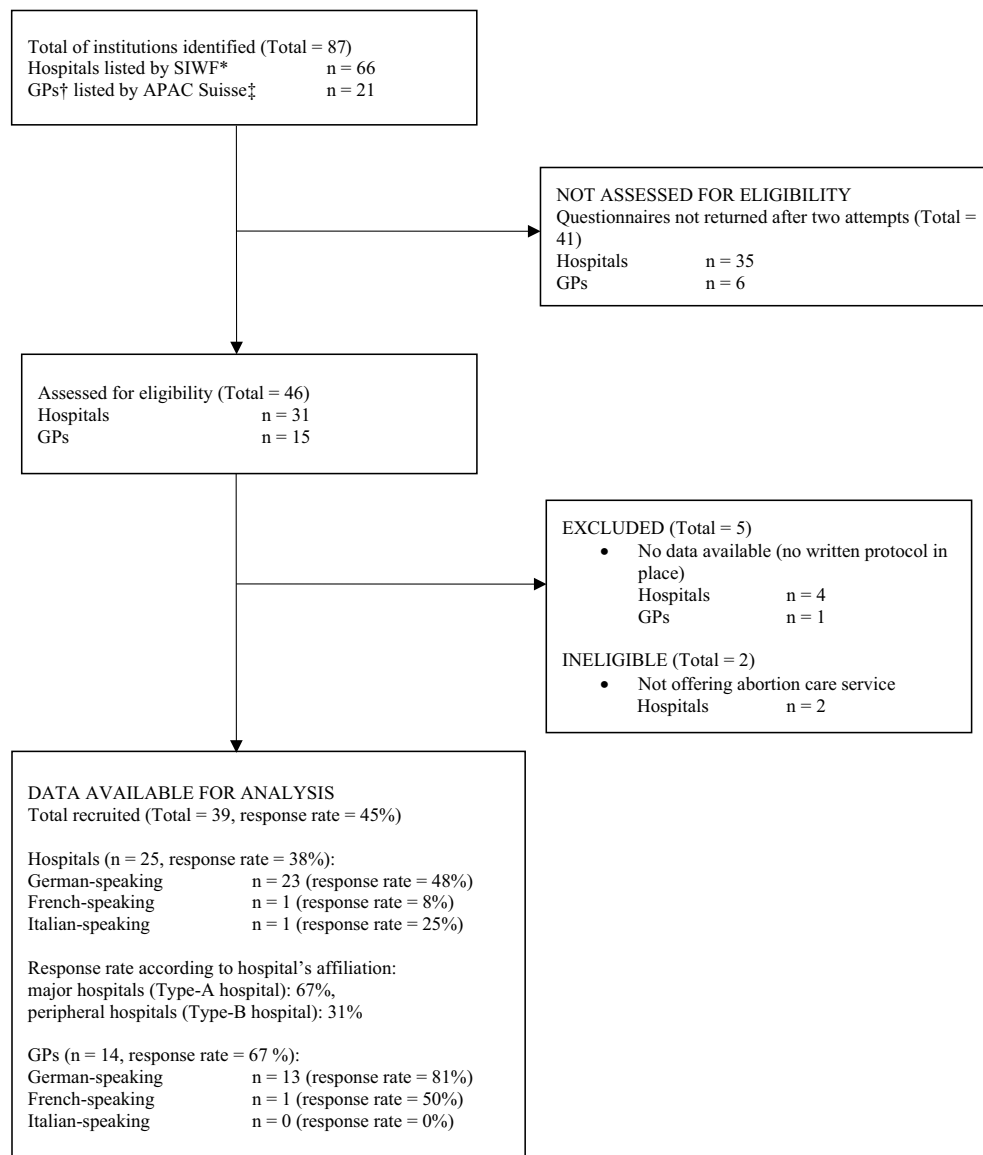 Total of institutions identified (Total = 87)
Hospitals listed by SIWF* n = 66
GPs† listed by APAC Suisse‡ n = 21
NOT ASSESSED FOR ELIGIBILITY
Questionnaires not returned after two attempts (Total =
41)
Hospitals n = 35
GPs n = 6
Assessed for eligibility (Total = 46)
Hospitals n = 31
GPs n = 15
EXCLUDED (Total = 5)
• No data available (no written protocol in
place)
Hospitals n = 4
GPs n = 1
INELIGIBLE (Total = 2)
• Not offering abortion care service
Hospitals n = 2
DATA AVAILABLE FOR ANALYSIS
Total recruited (Total = 39, response rate = 45%)
Hospitals (n = 25, response rate = 38%):
German-speaking n = 23 (response rate = 48%)
French-speaking n = 1 (response rate = 8%)
Italian-speaking n = 1 (response rate = 25%)
Response rate according to hospital’s affiliation:
major hospitals (Type-A hospital): 67%,
peripheral hospitals (Type-B hospital): 31%
GPs (n = 14, response rate = 67 %):
German-speaking n = 13 (response rate = 81%)
French-speaking n = 1 (response rate = 50%)
Italian-speaking n = 0 (response rate = 0%)